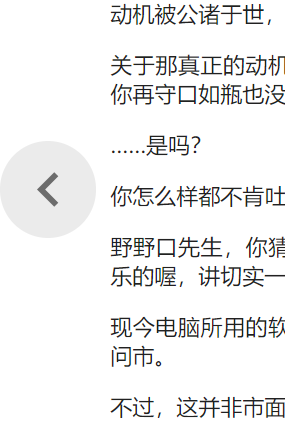 动机被公诸于世，
关于那真正的动机
你再守口如瓶也没
……是吗？
你怎么样都不肯吐
野野口先生，你猜
乐的喔，讲切实一
现今电脑所用的软
问市。
不过，这并非市面